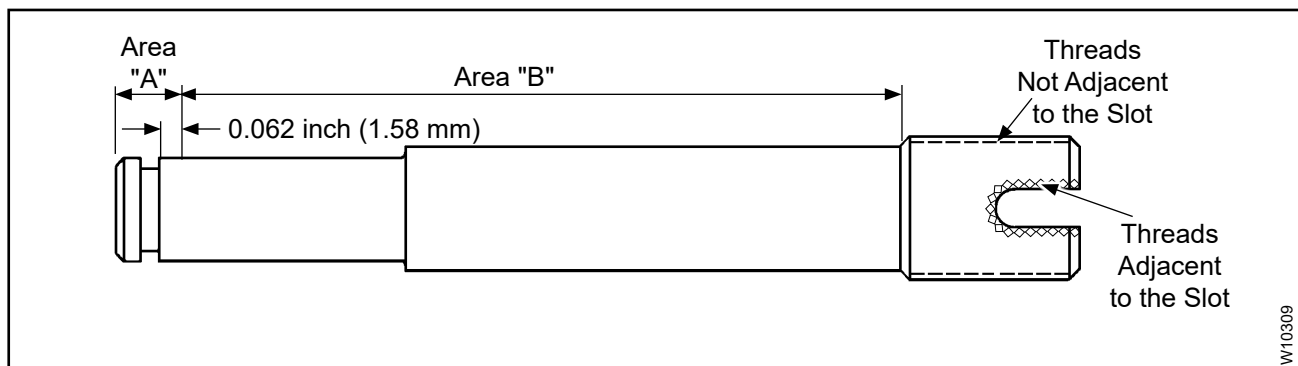 Area
"A"
Area "B"
0.062 inch (1.58 mm)
Threads
Not Adjacent
to the Slot
Threads
Adjacent
to the Slot
W10309